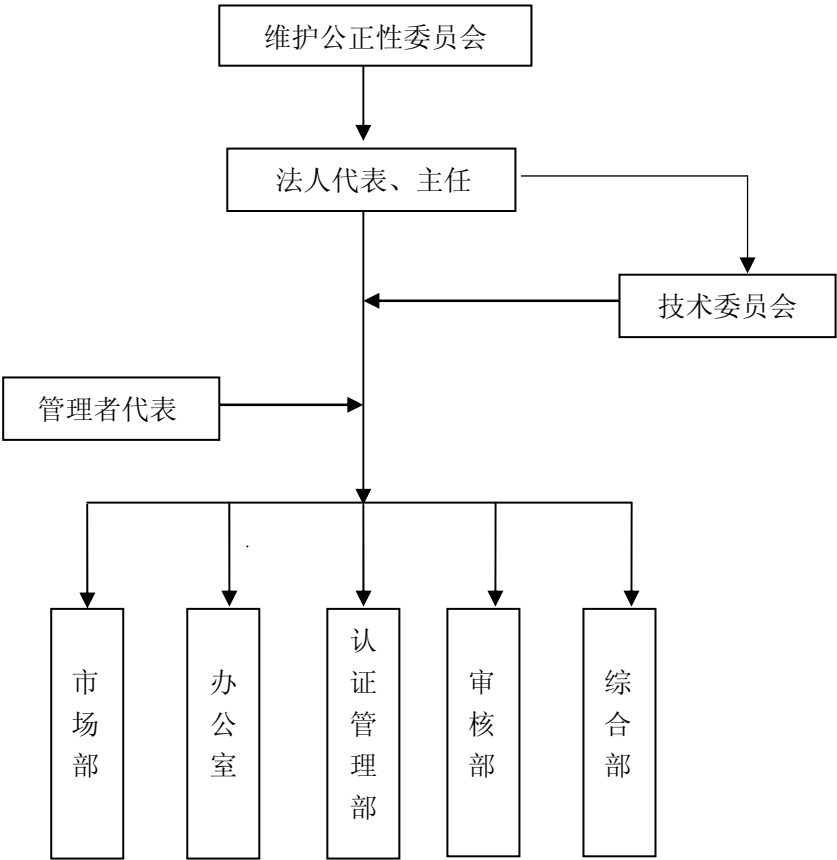 维护公正性委员会
法人代表、主任
技术委员会
管理者代表
市场部
办公室
认证管理部
审核部
综合部